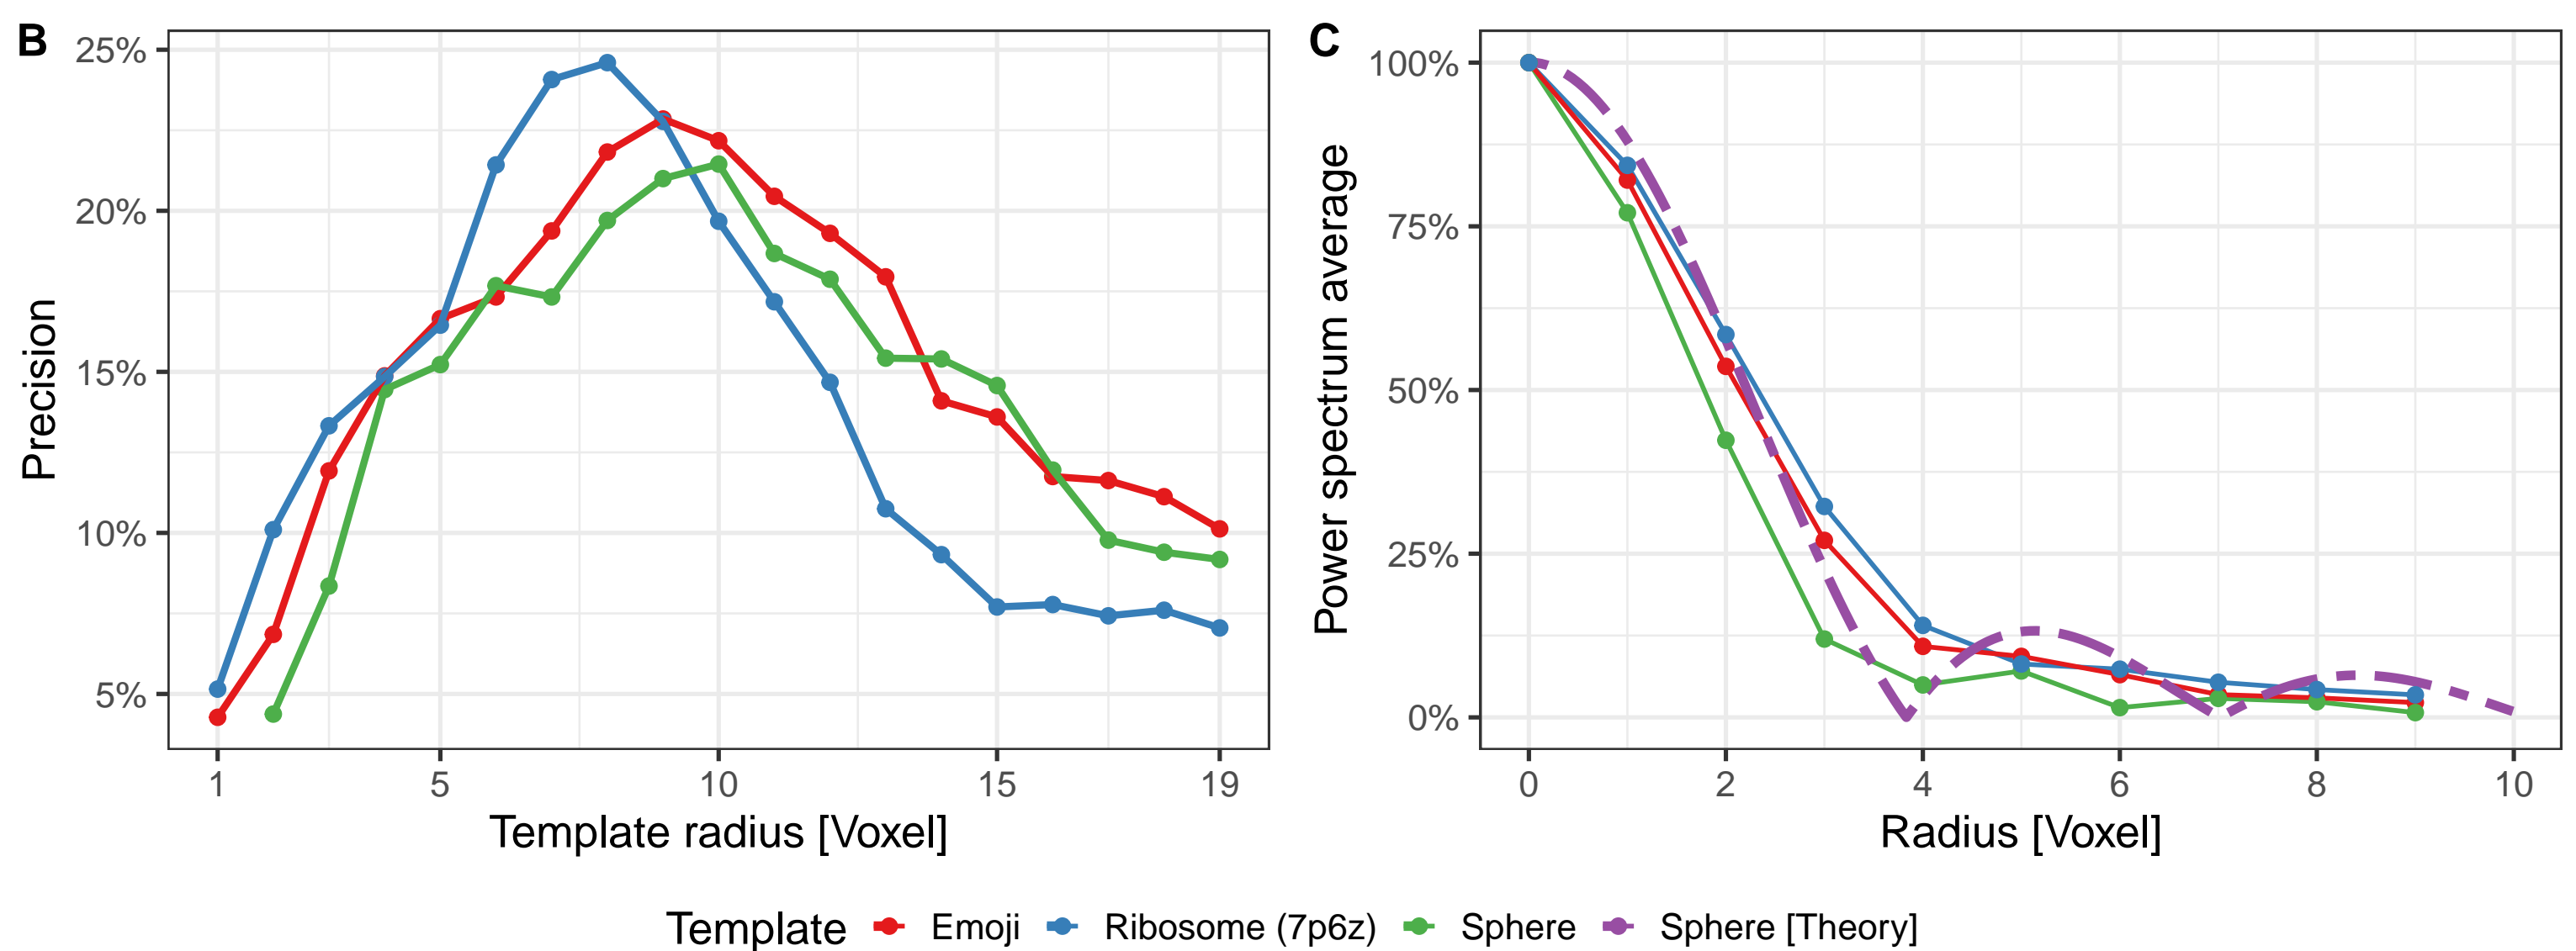 B
25%
20%
15%
10%
5%
Precision
1 5 10 15 19
Template radius [Voxel]
C
100%
75%
50%
25%
0%
Power spectrum average
0 2 4 6 8 10
Radius [Voxel]
Template Emoji Ribosome (7p6z) Sphere Sphere [Theory]